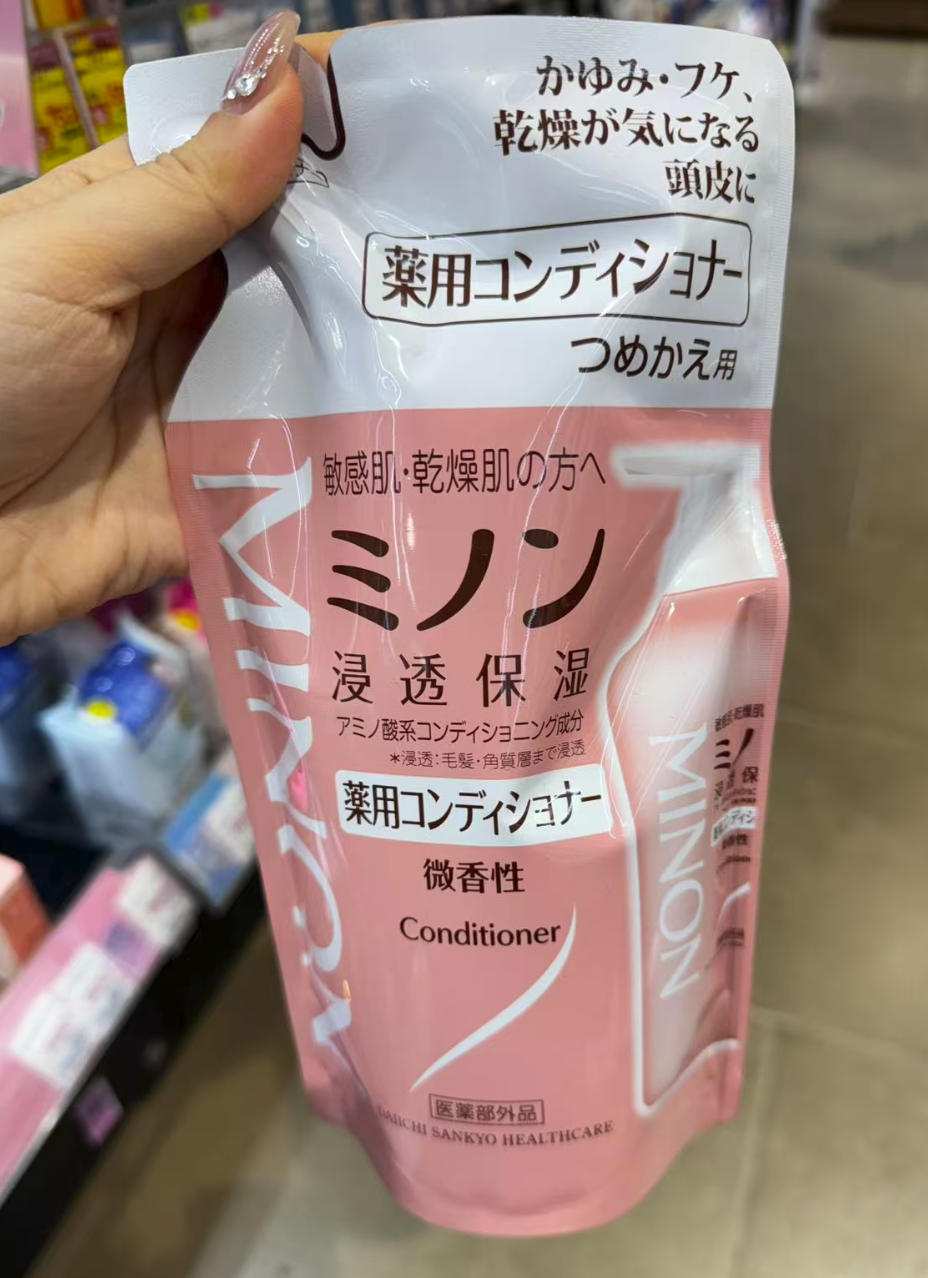 かゆみ・フケ、
乾燥が気になる
頭皮に
薬用コンディショナー
つめかえ用
敏感肌・乾燥肌の方へ
ミノン
MINON
浸透保湿
アミノ酸系コンディショニング成分
*浸透:毛髪・角質層まで浸透
薬用コンディショナー
微香性
Conditioner
医薬部外品
DAIICHI SANKYO HEALTHCARE
MINON